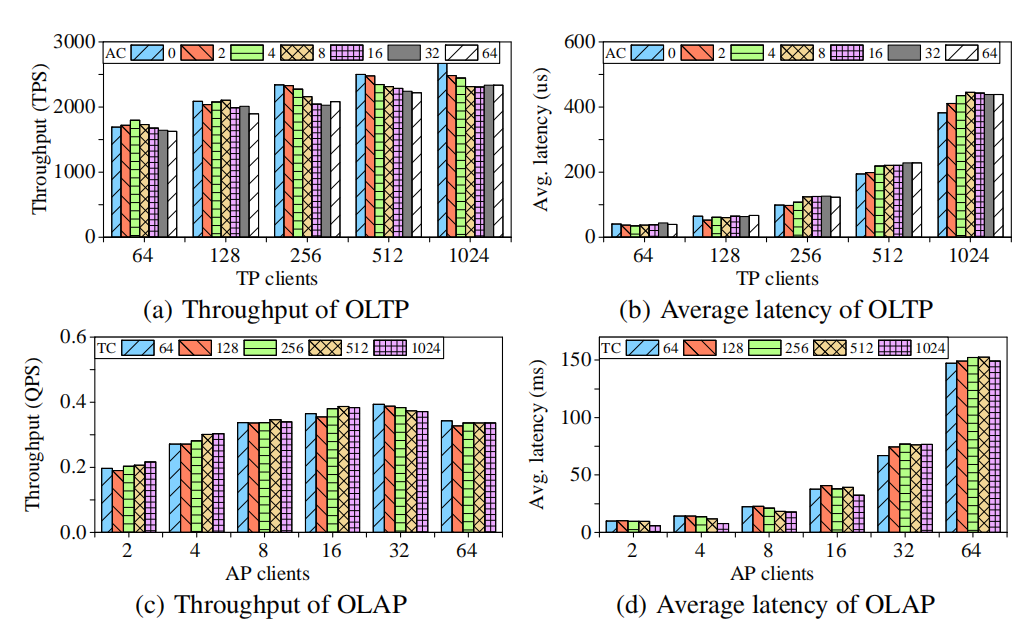 3000
2000
1000
0
Throughput (TPS)
AC 0 2 4 8 16 32 64
64 128 256 512 1024
TP clients
(a) Throughput of OLTP
600
400
200
0
Avg. latency (us)
AC 0 2 4 8 16 32 64
64 128 256 512 1024
TP clients
(b) Average latency of OLTP
0.6
0.4
0.2
0.0
Throughput (QPS)
TC 64 128 256 512 1024
2 4 8 16 32 64
AP clients
(c) Throughput of OLAP
150
100
50
0
Avg. latency (ms)
TC 64 128 256 512 1024
2 4 8 16 32 64
AP clients
(d) Average latency of OLAP